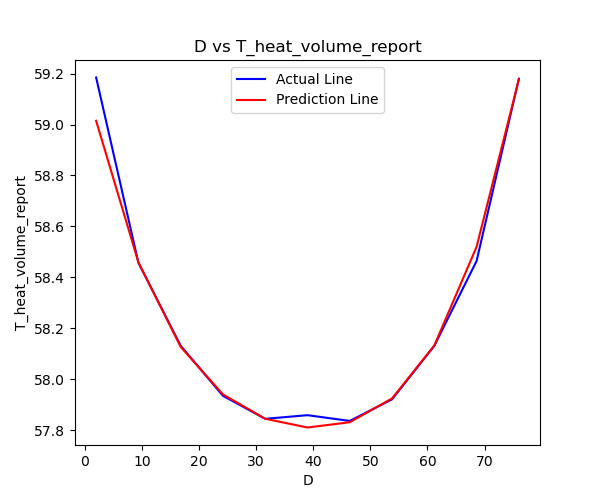 D vs T_heat_volume_report
Actual Line
Prediction Line
T_heat_volume_report
59.2
59.0
58.8
58.6
58.4
58.2
58.0
57.8
0 10 20 30 40 50 60 70
D